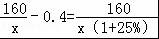 160/x − 0.4 = 160/x（1+25%）